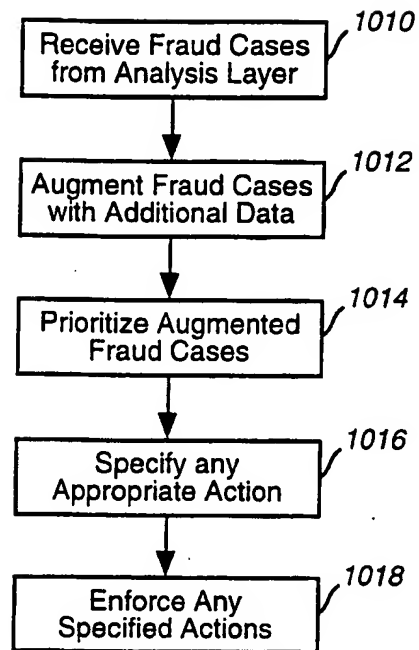 1010
Receive Fraud Cases
from Analysis Layer
1012
Augment Fraud Cases
with Additional Data
1014
Prioritize Augmented
Fraud Cases
1016
Specify any
Appropriate Action
1018
Enforce Any
Specified Actions